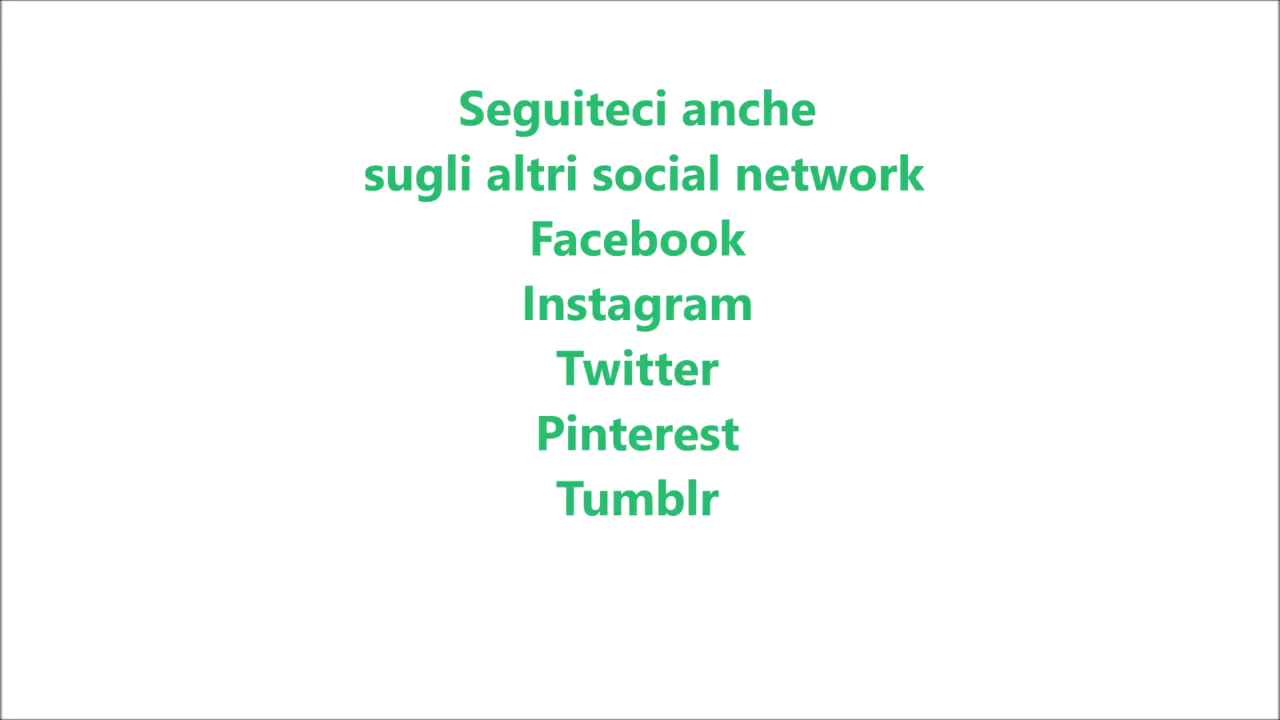 Seguiteci anche
sugli altri social network
Facebook
Instagram
Twitter
Pinterest
Tumblr